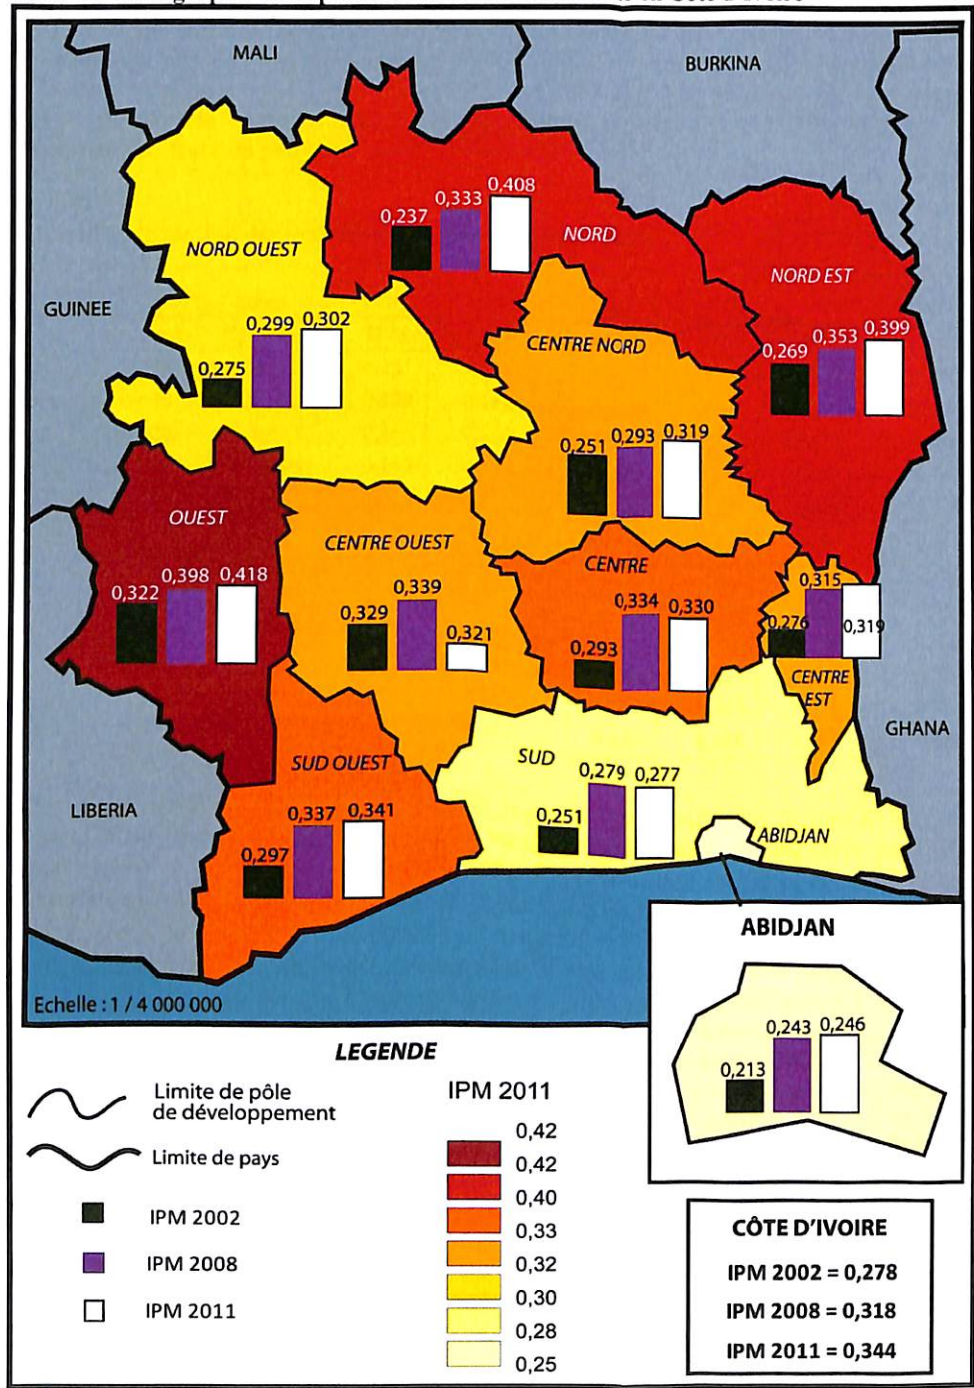 MALI
BURKINA
0,408
0,333
0,237
NORD
NORD OUEST
NORD EST
GUINEE
0,299
0,302
0,275
CENTRE NORD
0,399
0,353
0,269
0,319
0,293
0,251
OUEST
CENTRE OUEST
CENTRE
0,418
0,398
0,322
0,339
0,329
0,321
0,334
0,330
0,293
0,315
0,276
0,319
CENTRE
EST
GHANA
SUD OUEST
SUD
0,279
0,277
0,251
LIBERIA
0,337
0,341
0,297
ABIDJAN
Echelle : 1 / 4 000 000
ABIDJAN
0,243
0,246
0,213
LEGENDE
Limite de pôle
de développement
Limite de pays
IPM 2002
IPM 2008
IPM 2011
IPM 2011
0,42
0,42
0,40
0,33
0,32
0,30
0,28
0,25
CÔTE D'IVOIRE
IPM 2002 = 0,278
IPM 2008 = 0,318
IPM 2011 = 0,344